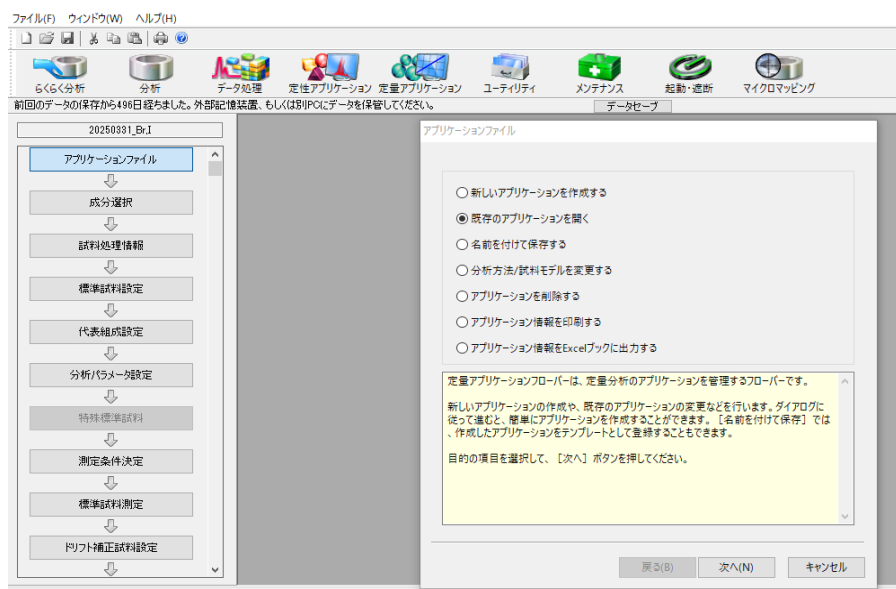 ファイル(F) ウィンドウ(W) ヘルプ(H)
らくらく分析 分析 データ処理 定性アプリケーション 定量アプリケーション ユーティリティ メンテナンス 起動・遮断 マイクロマッピング
前回のデータの保存から496日経ちました。外部記憶装置、もしくは別PCにデータを保管してください。 データセーブ
20250331_Br.I
アプリケーションファイル
成分選択
試料処理情報
標準試料設定
代表組成設定
分析パラメータ設定
特殊標準試料
測定条件決定
標準試料測定
ドリフト補正試料設定
アプリケーションファイル
新しいアプリケーションを作成する
既存のアプリケーションを開く
名前を付けて保存する
分析方法/試料モデルを変更する
アプリケーションを削除する
アプリケーション情報を印刷する
アプリケーション情報をExcelブックに出力する
定量アプリケーションフローバーは、定量分析のアプリケーションを管理するフローバーです。
新しいアプリケーションの作成や、既存のアプリケーションの変更などを行います。ダイアログに
従って進むと、簡単にアプリケーションを作成することができます。［名前を付けて保存］では
、作成したアプリケーションをテンプレートとして登録することもできます。
目的の項目を選択して、［次へ］ボタンを押してください。
戻る(B) 次へ(N) キャンセル